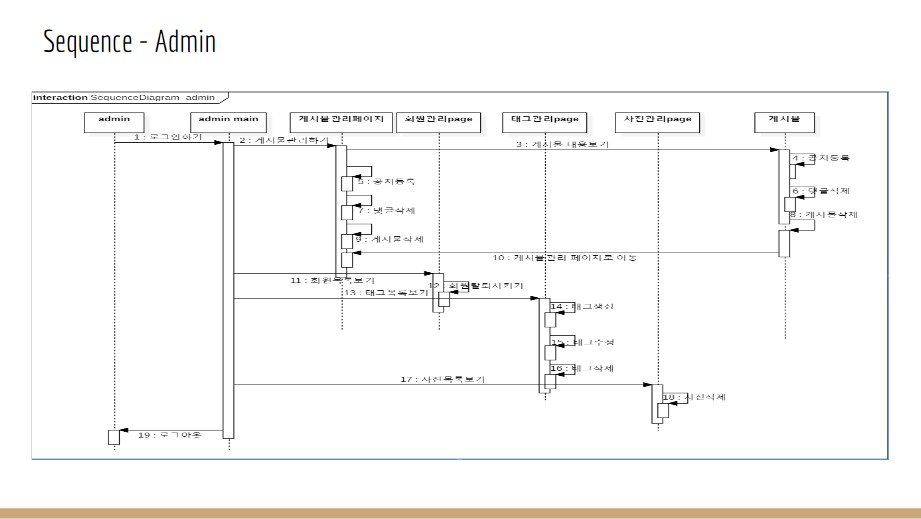 Sequence - Admin
interaction SequenceDiagram_admin
admin
admin main
게시물관리페이지
회원관리page
태그관리page
사진관리page
게시물
1 : 로그인하기
2 : 게시물관리하기
3 : 게시물 내용보기
4 : 공지등록
5 : 공지등록
6 : 댓글삭제
7 : 댓글삭제
8 : 게시물삭제
9 : 게시물삭제
10 : 게시물관리 페이지로 이동
11 : 회원목록보기
12 : 회원탈퇴시키기
13 : 태그목록보기
14 : 태그생성
15 : 태그수정
16 : 태그삭제
17 : 사진목록보기
18 : 사진삭제
19 : 로그아웃